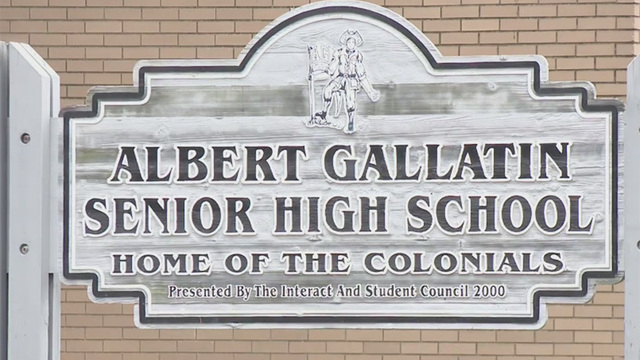 ALBERT GALLATIN
SENIOR HIGH SCHOOL
HOME OF THE COLONIALS
Presented By The Interact And Student Council 2000